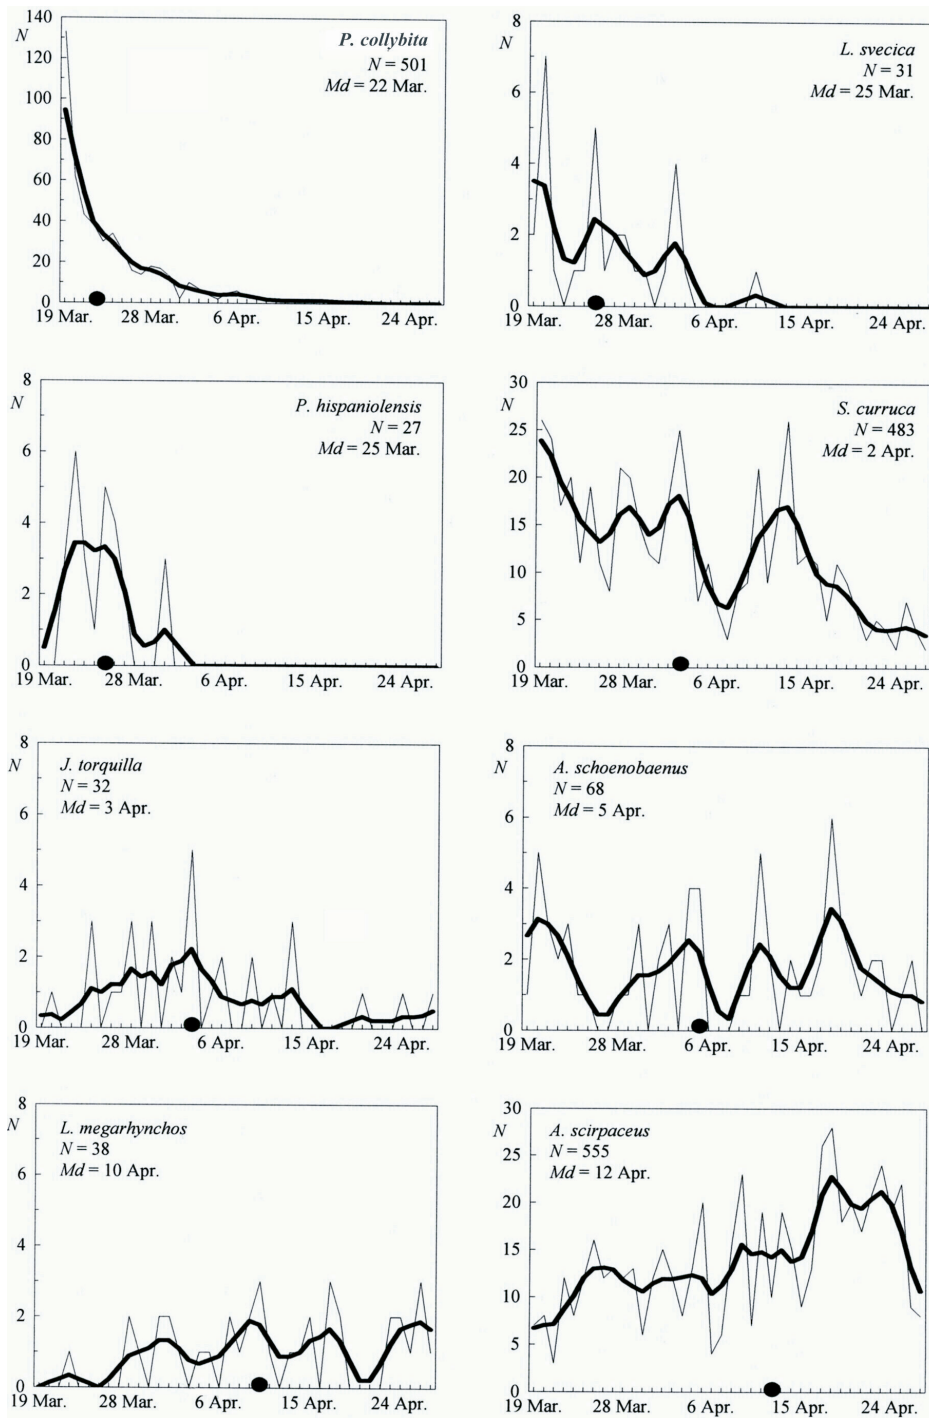 140
N
P. collybita
120
N = 501
100
Md = 22 Mar.
80
60
40
20
0
19 Mar. 28 Mar. 6 Apr. 15 Apr. 24 Apr.
8
N
L. svecica
N = 31
6
Md = 25 Mar.
4
2
0
19 Mar. 28 Mar. 6 Apr. 15 Apr. 24 Apr.
8
N
P. hispaniolensis
N = 27
6
Md = 25 Mar.
4
2
0
19 Mar. 28 Mar. 6 Apr. 15 Apr. 24 Apr.
30
N
S. curruca
N = 483
25
Md = 2 Apr.
20
15
10
5
0
19 Mar. 28 Mar. 6 Apr. 15 Apr. 24 Apr.
8
N
J. torquilla
N = 32
6
Md = 3 Apr.
4
2
0
19 Mar. 28 Mar. 6 Apr. 15 Apr. 24 Apr.
8
N
A. schoenobaenus
N = 68
6
Md = 5 Apr.
4
2
0
19 Mar. 28 Mar. 6 Apr. 15 Apr. 24 Apr.
8
N
L. megarhynchos
N = 38
6
Md = 10 Apr.
4
2
0
19 Mar. 28 Mar. 6 Apr. 15 Apr. 24 Apr.
30
N
A. scirpaceus
N = 555
25
Md = 12 Apr.
20
15
10
5
0
19 Mar. 28 Mar. 6 Apr. 15 Apr. 24 Apr.